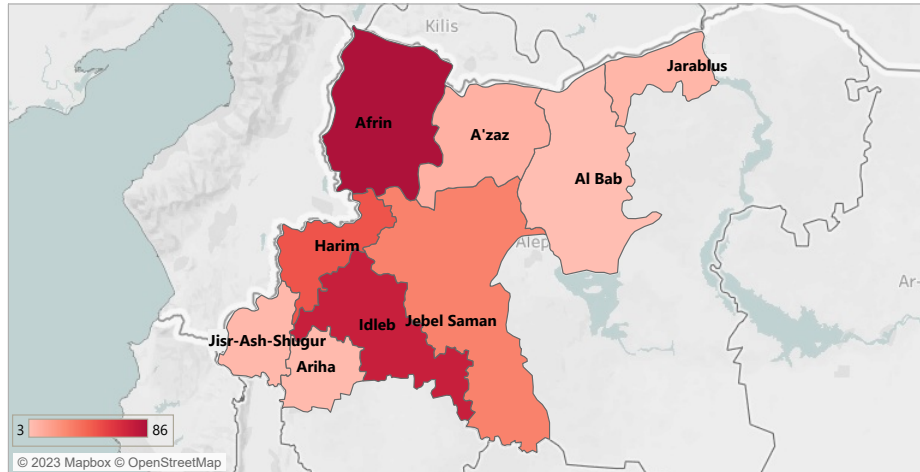 Kilis
Jarablus
Afrin
A'zaz
Al Bab
Harim
Alep
Ar-
Idleb
Jebel Saman
Jisr-Ash-Shugur
Ariha
3
86
© 2023 Mapbox © OpenStreetMap